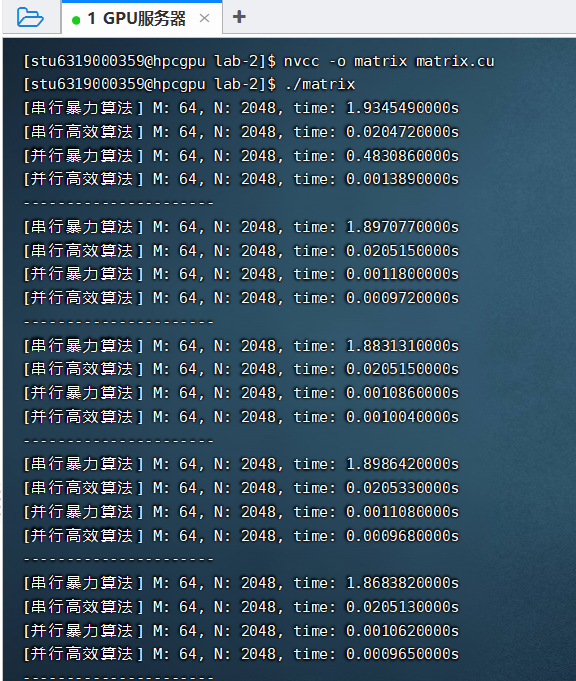 1 GPU服务器 × +
[stu6319000359@hpcgpu lab-2]$ nvcc -o matrix matrix.cu
[stu6319000359@hpcgpu lab-2]$ ./matrix
[串行暴力算法] M: 64, N: 2048, time: 1.9345490000s
[串行高效算法] M: 64, N: 2048, time: 0.0204720000s
[并行暴力算法] M: 64, N: 2048, time: 0.4830860000s
[并行高效算法] M: 64, N: 2048, time: 0.0013890000s
----------------------
[串行暴力算法] M: 64, N: 2048, time: 1.8970770000s
[串行高效算法] M: 64, N: 2048, time: 0.0205150000s
[并行暴力算法] M: 64, N: 2048, time: 0.0011800000s
[并行高效算法] M: 64, N: 2048, time: 0.0009720000s
----------------------
[串行暴力算法] M: 64, N: 2048, time: 1.8831310000s
[串行高效算法] M: 64, N: 2048, time: 0.0205150000s
[并行暴力算法] M: 64, N: 2048, time: 0.0010860000s
[并行高效算法] M: 64, N: 2048, time: 0.0010040000s
----------------------
[串行暴力算法] M: 64, N: 2048, time: 1.8986420000s
[串行高效算法] M: 64, N: 2048, time: 0.0205330000s
[并行暴力算法] M: 64, N: 2048, time: 0.0011080000s
[并行高效算法] M: 64, N: 2048, time: 0.0009680000s
----------------------
[串行暴力算法] M: 64, N: 2048, time: 1.8683820000s
[串行高效算法] M: 64, N: 2048, time: 0.0205130000s
[并行暴力算法] M: 64, N: 2048, time: 0.0010620000s
[并行高效算法] M: 64, N: 2048, time: 0.0009650000s
----------------------